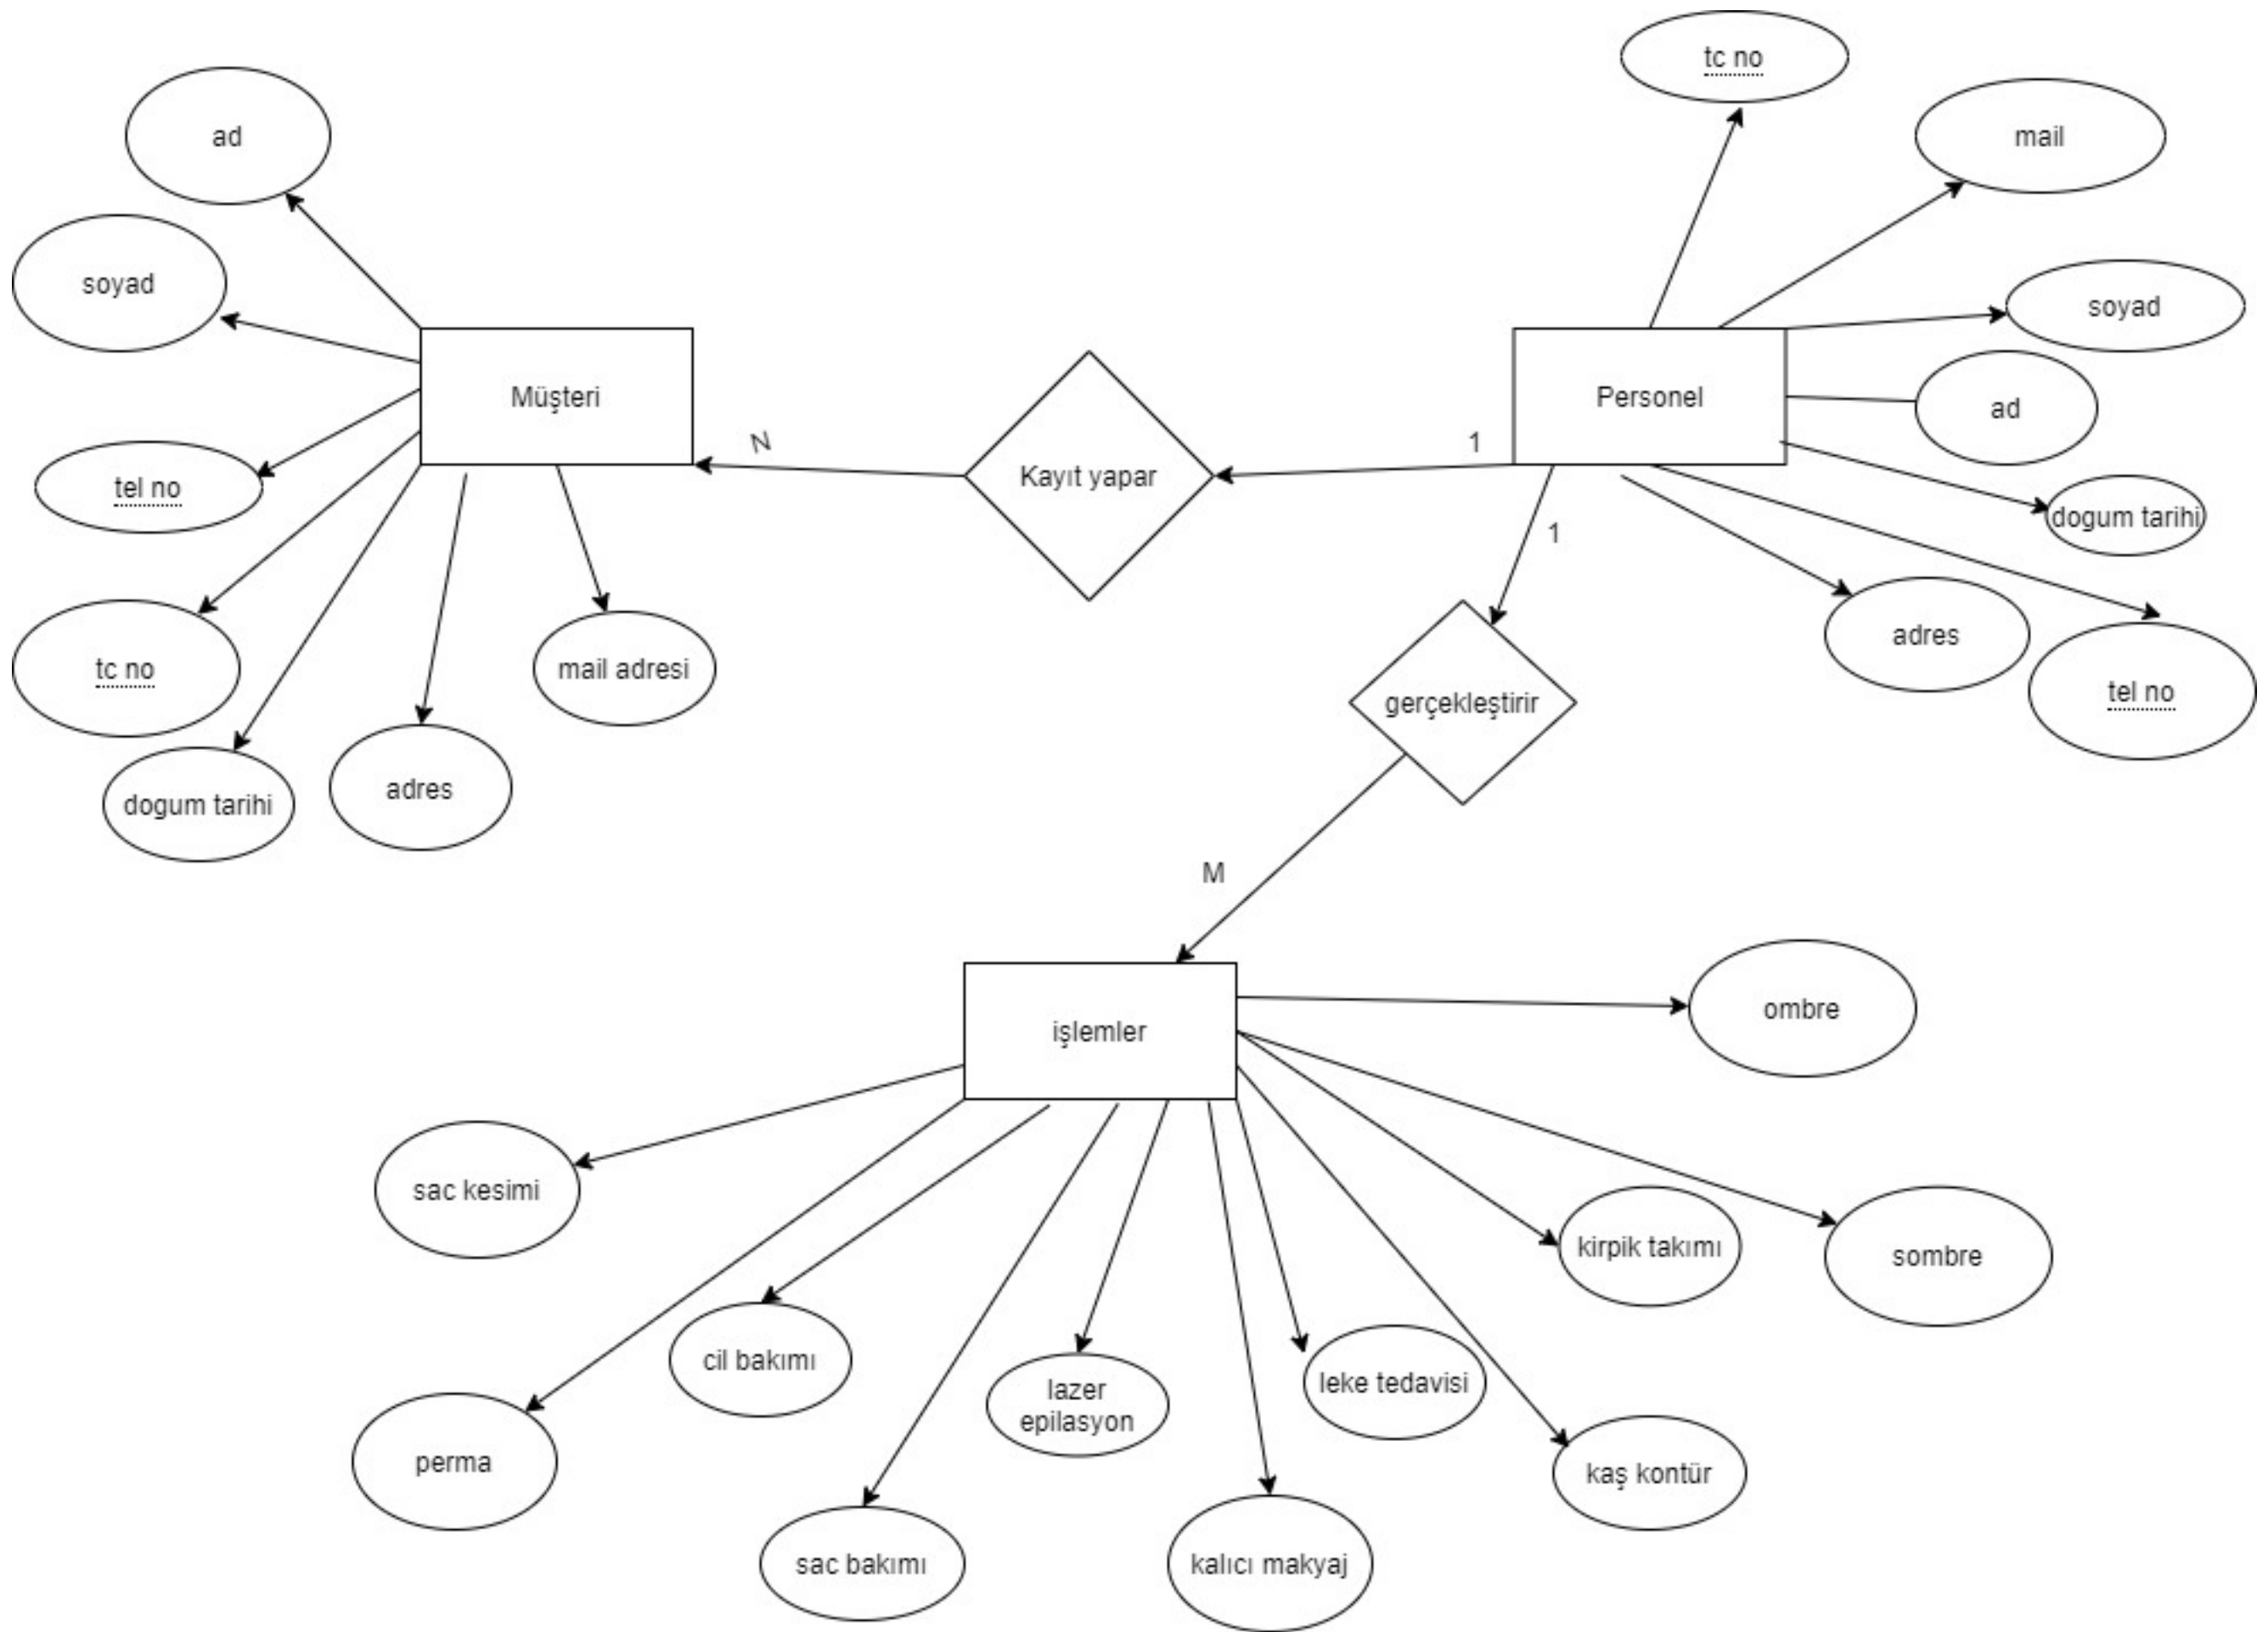 tc no
ad
mail
soyad
soyad
Müşteri
Personel
ad
N
1
Kayıt yapar
tel no
dogum tarihi
1
adres
tc no
mail adresi
gerçekleştirir
tel no
adres
dogum tarihi
M
ombre
işlemler
sac kesimi
kirpik takımı
sombre
cil bakımı
leke tedavisi
lazer
epilasyon
perma
kaş kontür
sac bakımı
kalıcı makyaj